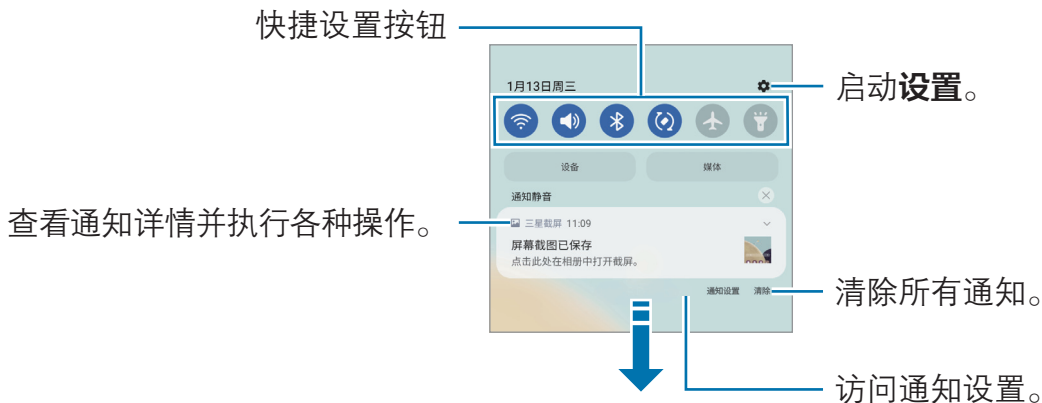 快捷设置按钮
1月13日周三
启动设置。
设备
媒体
通知静音
查看通知详情并执行各种操作。
三星截屏 11:09
屏幕截图已保存
点击此处在相册中打开截屏。
通知设置 清除
清除所有通知。
访问通知设置。